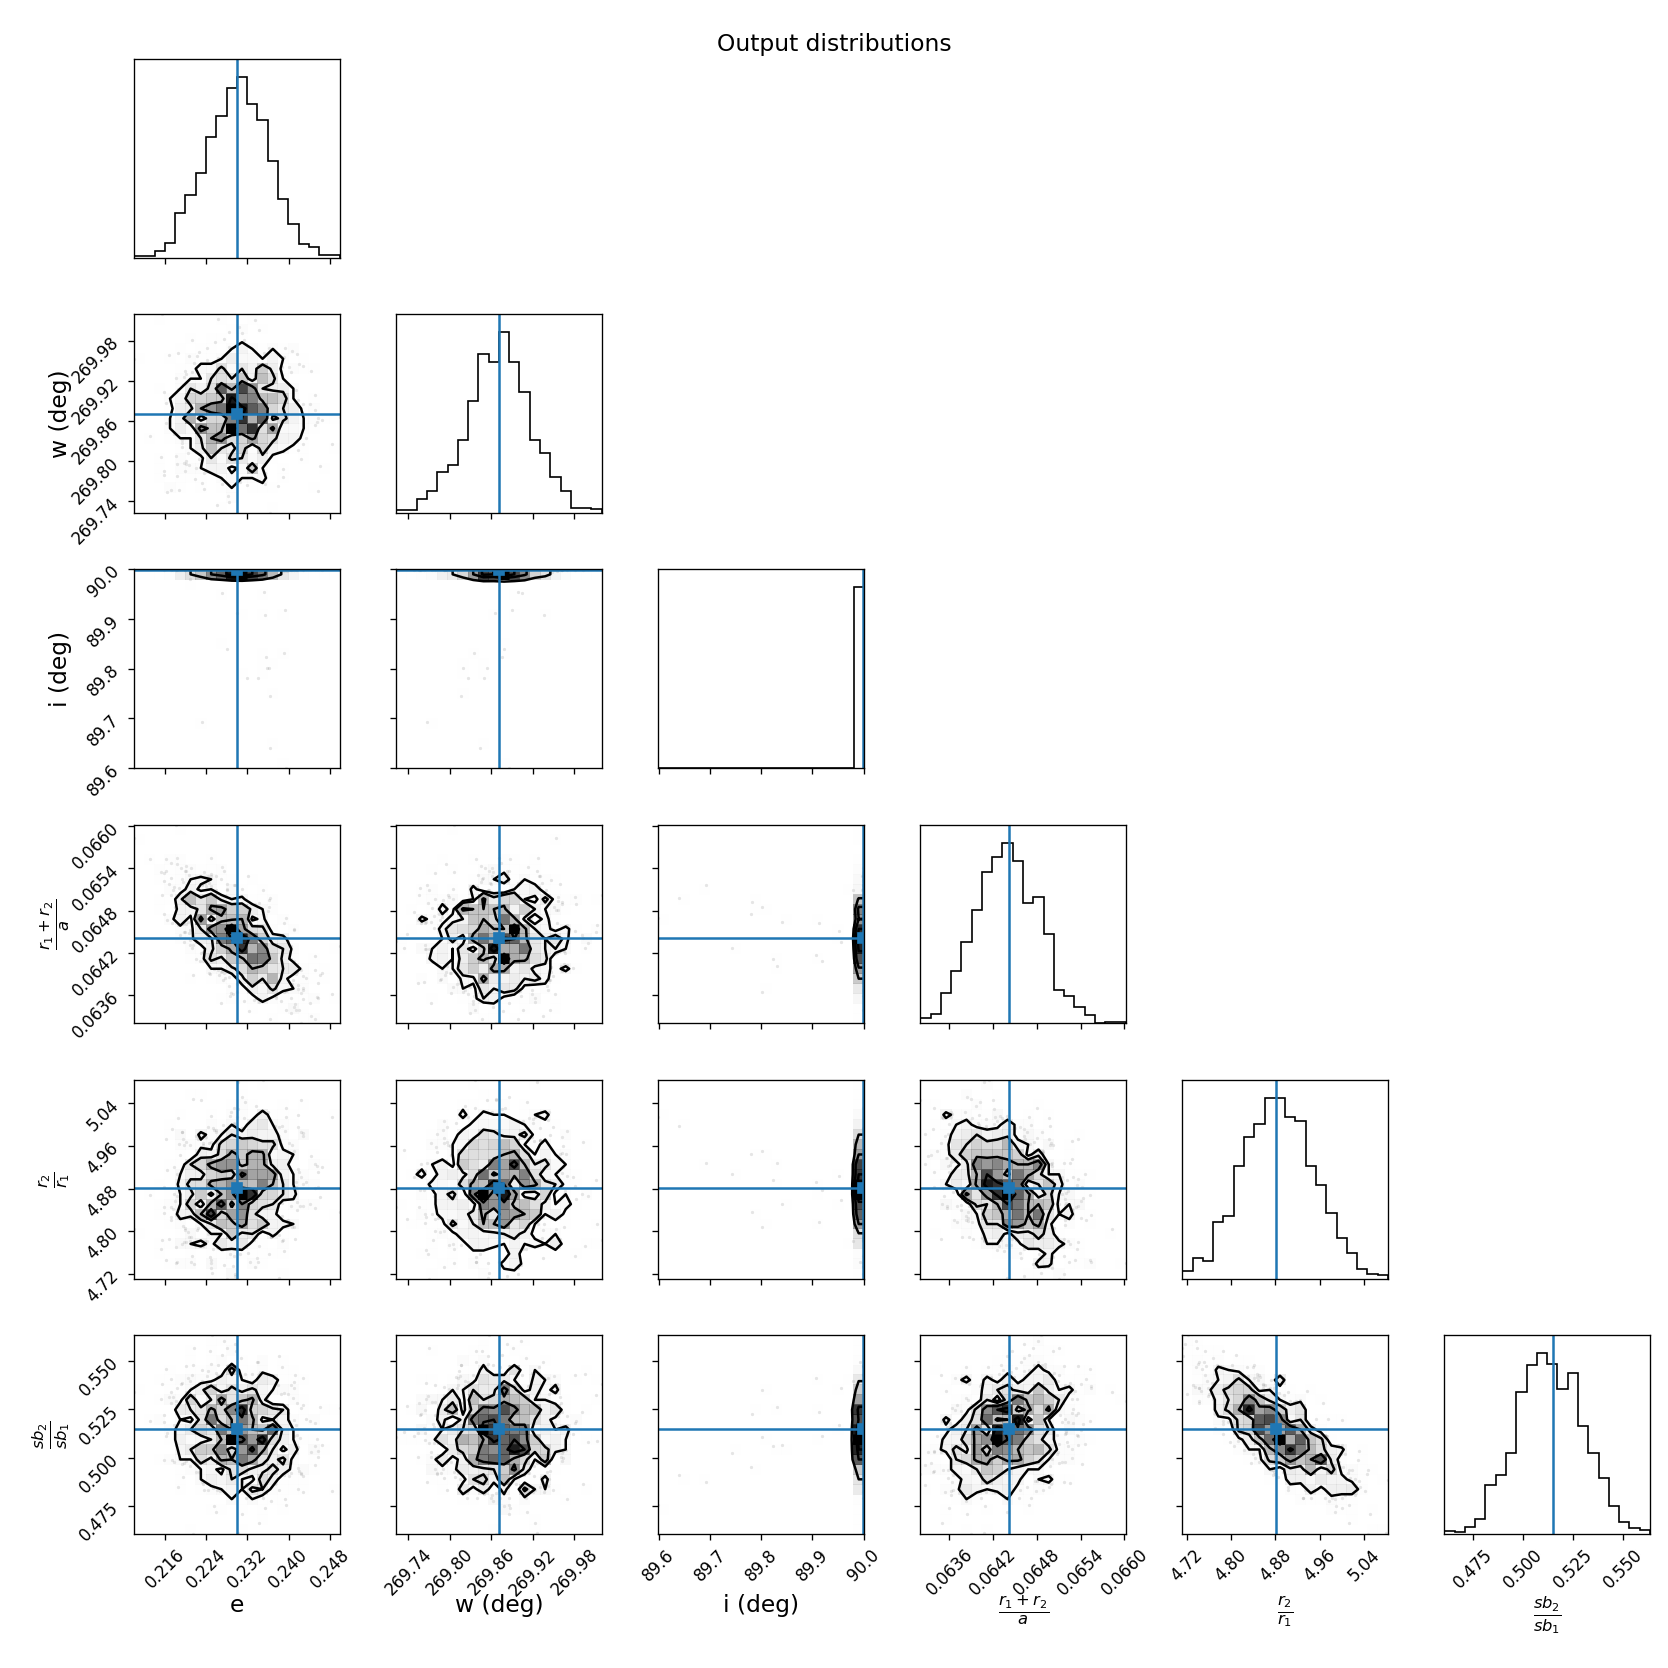 Output distributions
w (deg)
269.98
269.92
269.86
269.80
269.74
i (deg)
90.0
89.9
89.8
89.7
89.6
r₁ + r₂
a
0.0660
0.0654
0.0648
0.0642
0.0636
r₂
r₁
5.04
4.96
4.88
4.80
4.72
sb₂
sb₁
0.550
0.525
0.500
0.475
0.216 0.224 0.232 0.240 0.248
e
269.74 269.80 269.86 269.92 269.98
w (deg)
89.6 89.7 89.8 89.9 90.0
i (deg)
0.0636 0.0642 0.0648 0.0654 0.0660
r₁ + r₂
a
4.72 4.80 4.88 4.96 5.04
r₂
r₁
0.475 0.500 0.525 0.550
sb₂
sb₁